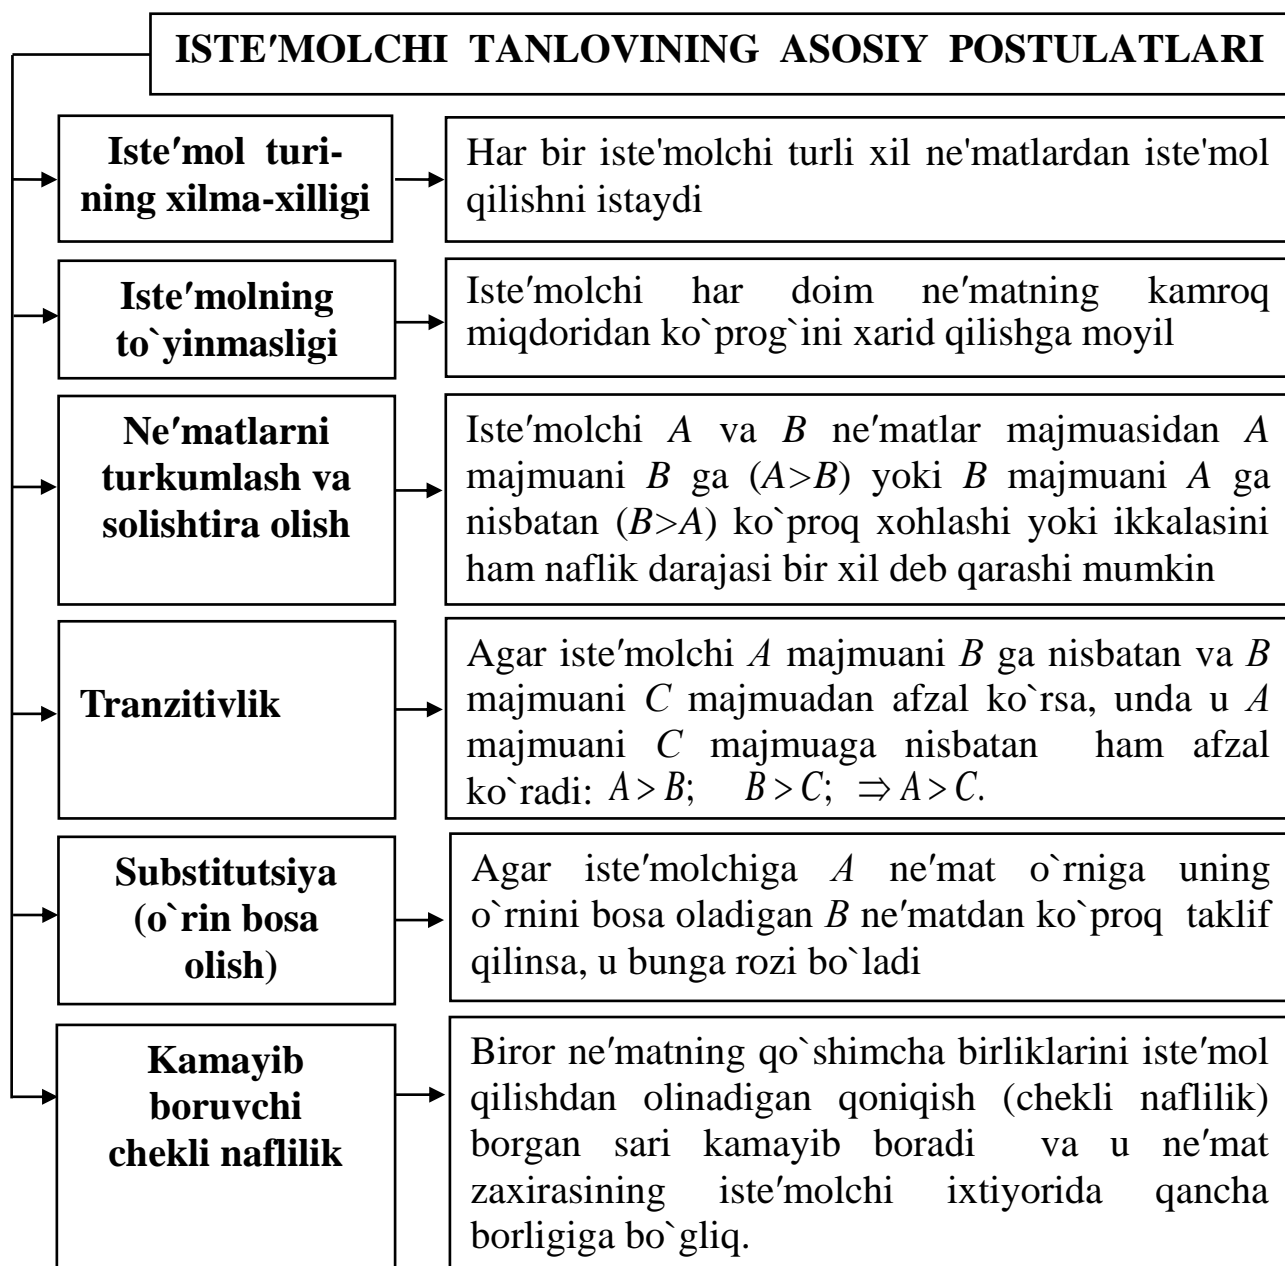 ISTE′MOLCHI TANLOVINING ASOSIY POSTULATLARI
Iste′mol turi-
ning xilma-xilligi
Har bir iste'molchi turli xil ne'matlardan iste'mol
qilishni istaydi
Iste′molning
to`yinmasligi
Iste′molchi har doim ne′matning kamroq
miqdoridan ko`prog`ini xarid qilishga moyil
Ne′matlarni
turkumlash va
solishtira olish
Iste′molchi A va B ne′matlar majmuasidan A
majmuani B ga (A>B) yoki B majmuani A ga
nisbatan (B>A) ko`proq xohlashi yoki ikkalasini
ham naflik darajasi bir xil deb qarashi mumkin
Tranzitivlik
Agar iste′molchi A majmuani B ga nisbatan va B
majmuani C majmuadan afzal ko`rsa, unda u A
majmuani C majmuaga nisbatan ham afzal
ko`radi: A > B; B > C; ⇒ A > C.
Substitutsiya
(o`rin bosa
olish)
Agar iste′molchiga A ne′mat o`rniga uning
o`rnini bosa oladigan B ne′matdan ko`proq taklif
qilinsa, u bunga rozi bo`ladi
Kamayib
boruvchi
chekli naflilik
Biror ne′matning qo`shimcha birliklarini iste′mol
qilishdan olinadigan qoniqish (chekli naflilik)
borgan sari kamayib boradi va u ne′mat
zaxirasining iste′molchi ixtiyorida qancha
borligiga bo`gliq.